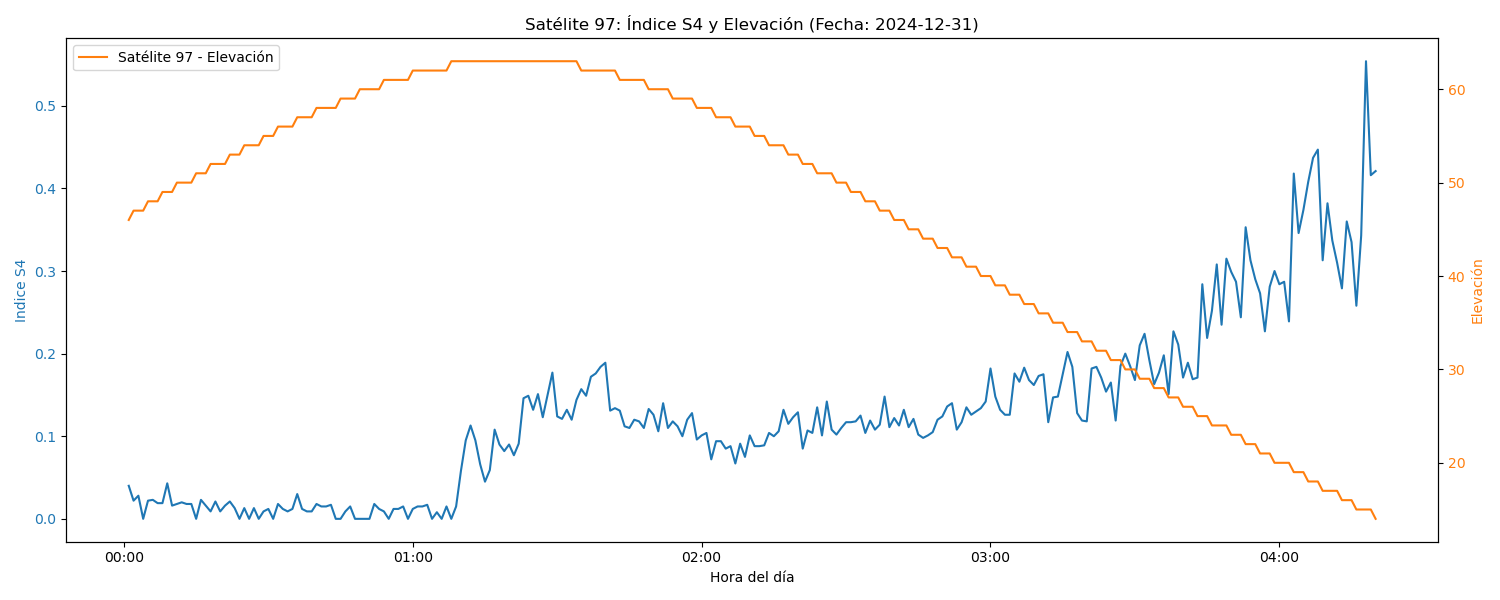 Satélite 97: Índice S4 y Elevación (Fecha: 2024-12-31)
Satélite 97 - Elevación
Indice S4
0.5
0.4
0.3
0.2
0.1
0.0
60
50
40
30
20
Elevación
00:00 01:00 02:00 03:00 04:00
Hora del día